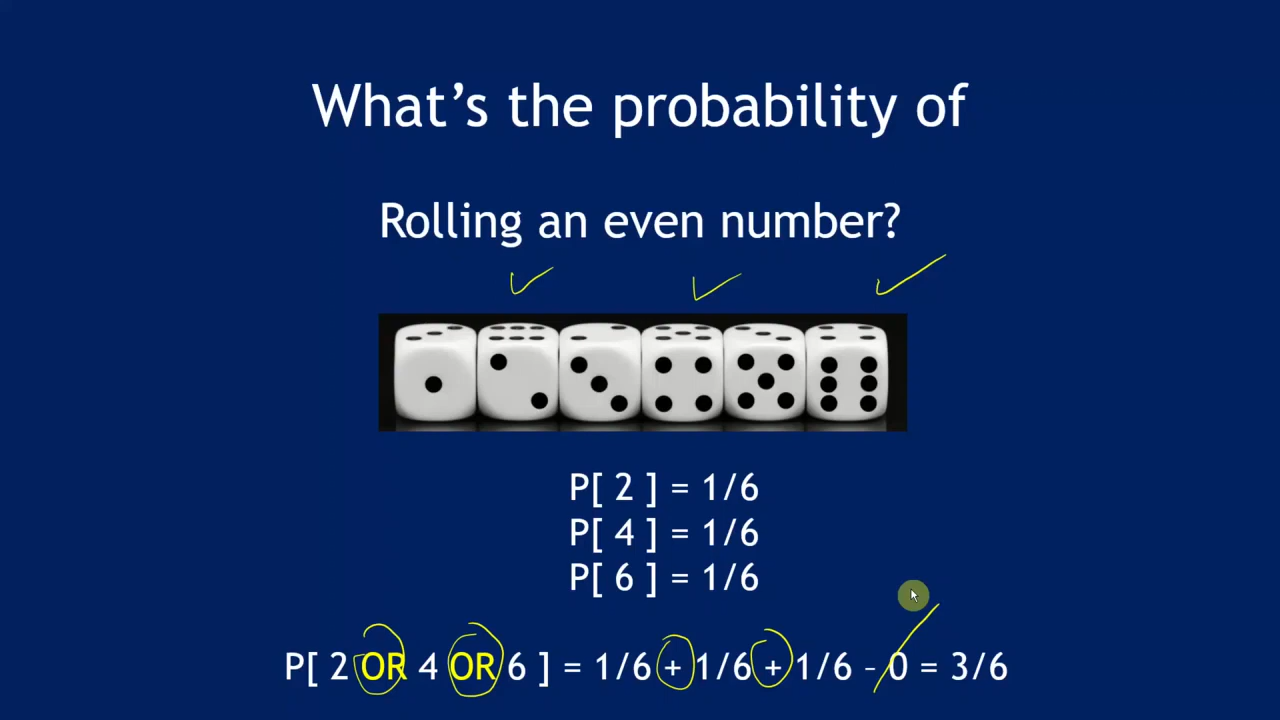 What’s the probability of
Rolling an even number?
P[ 2 ] = 1/6
P[ 4 ] = 1/6
P[ 6 ] = 1/6
P[ 2 OR 4 OR 6 ] = 1/6 + 1/6 + 1/6 - 0 = 3/6